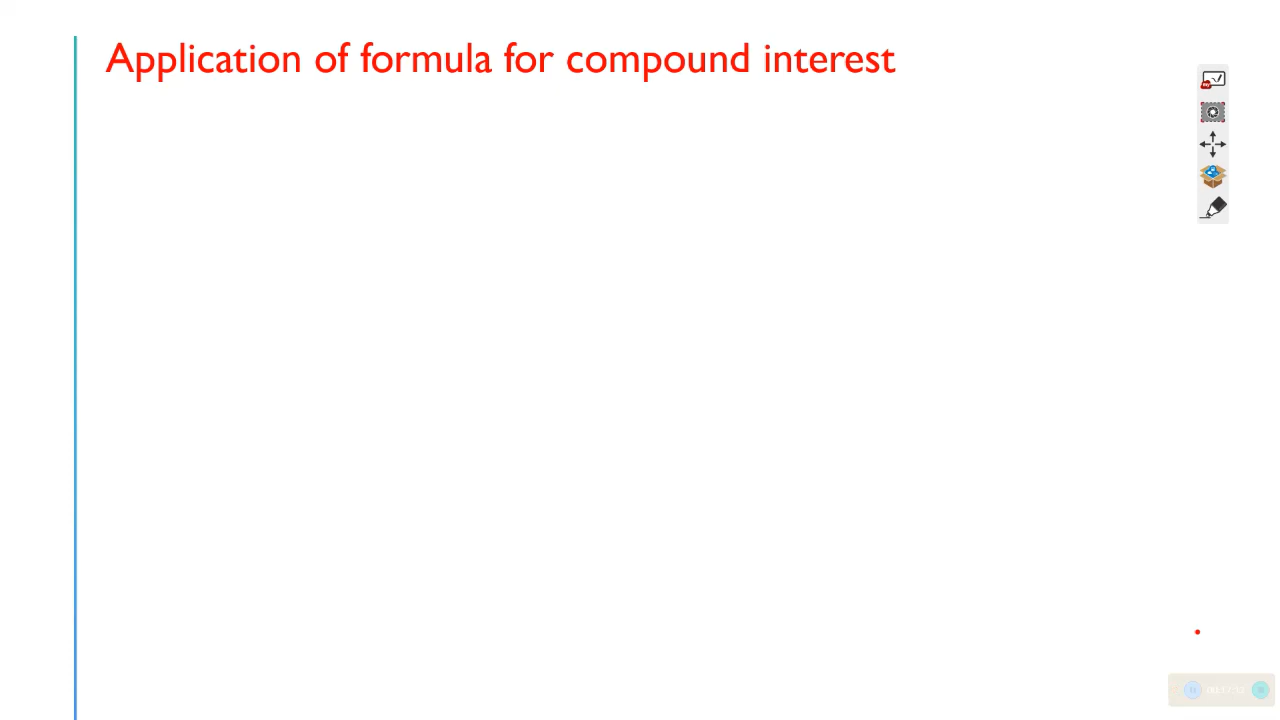 Application of formula for compound interest